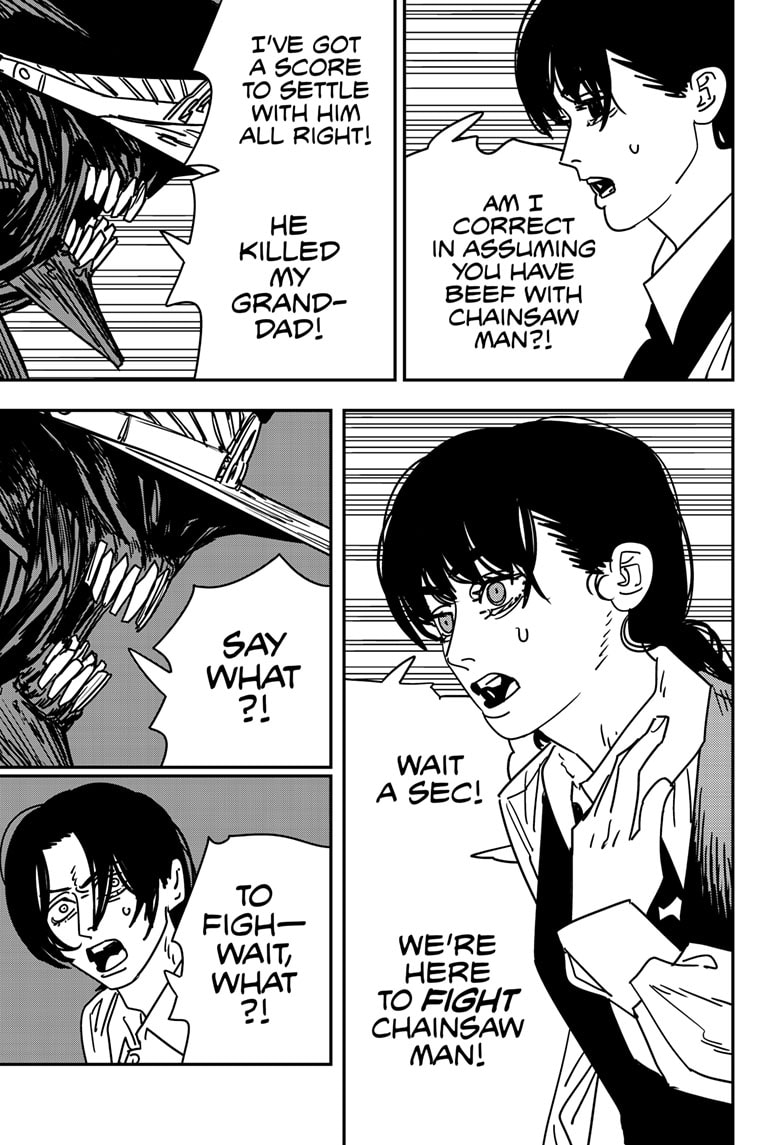 AM I
CORRECT
IN ASSUMING
YOU HAVE
BEEF WITH
CHAINSAW
MAN?!
I'VE GOT
A SCORE
TO SETTLE
WITH HIM
ALL RIGHT!
HE
KILLED
MY
GRAND–
DAD!
WAIT
A SEC!
WE'RE
HERE
TO FIGHT
CHAINSAW
MAN!
SAY
WHAT
?!
TO
FIGH—
WAIT,
WHAT
?!